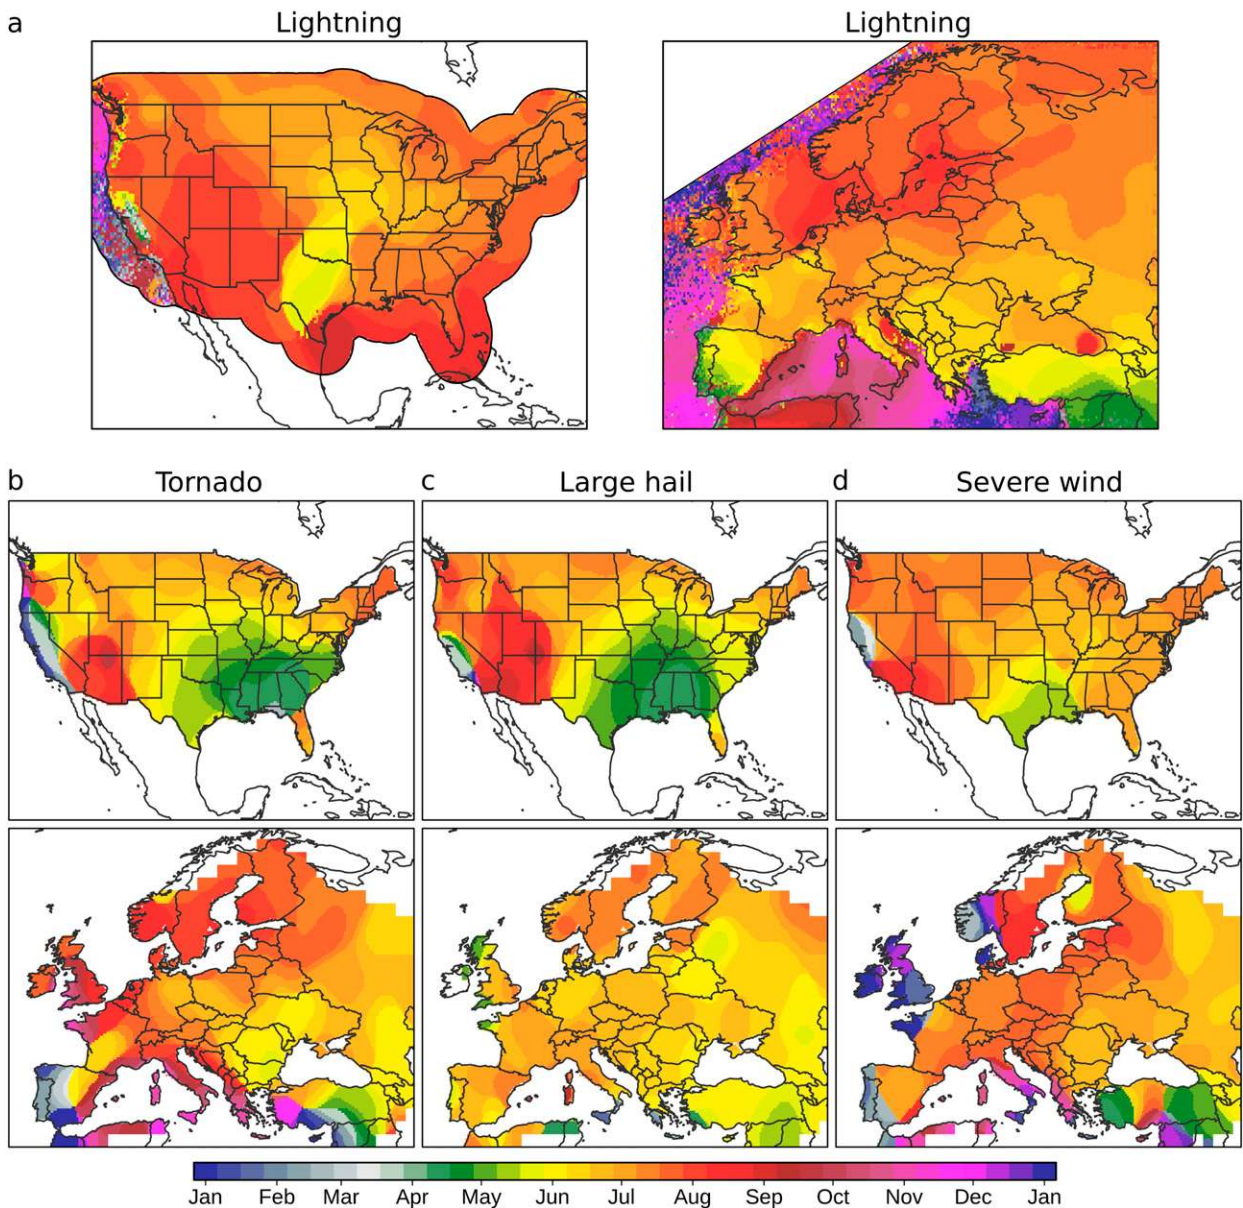 a Lightning Lightning
b Tornado c Large hail d Severe wind
Jan Feb Mar Apr May Jun Jul Aug Sep Oct Nov Dec Jan